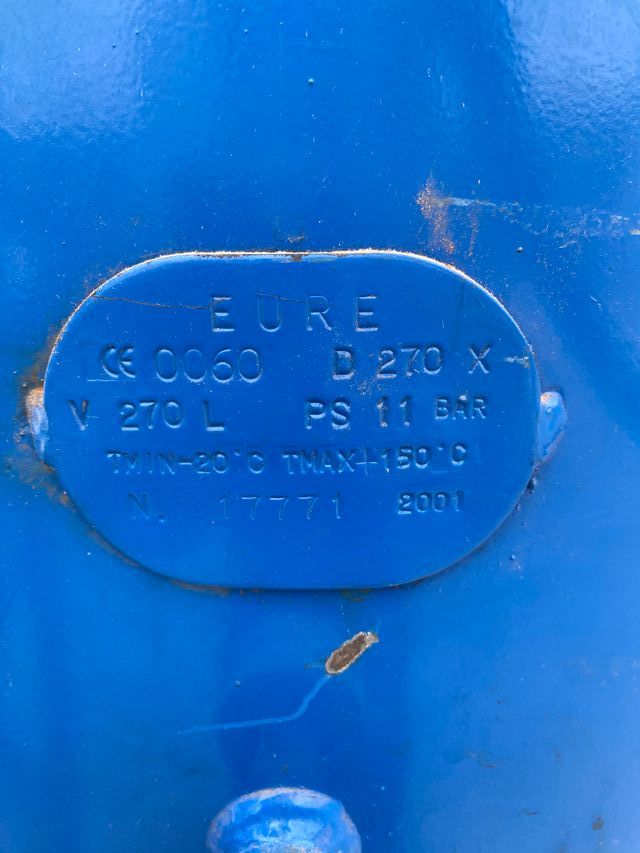 EURE
CE 0060 D 270 X
V 270 L PS 11 BAR
TMIN-20°C TMAX+150°C
N. 17771 2001